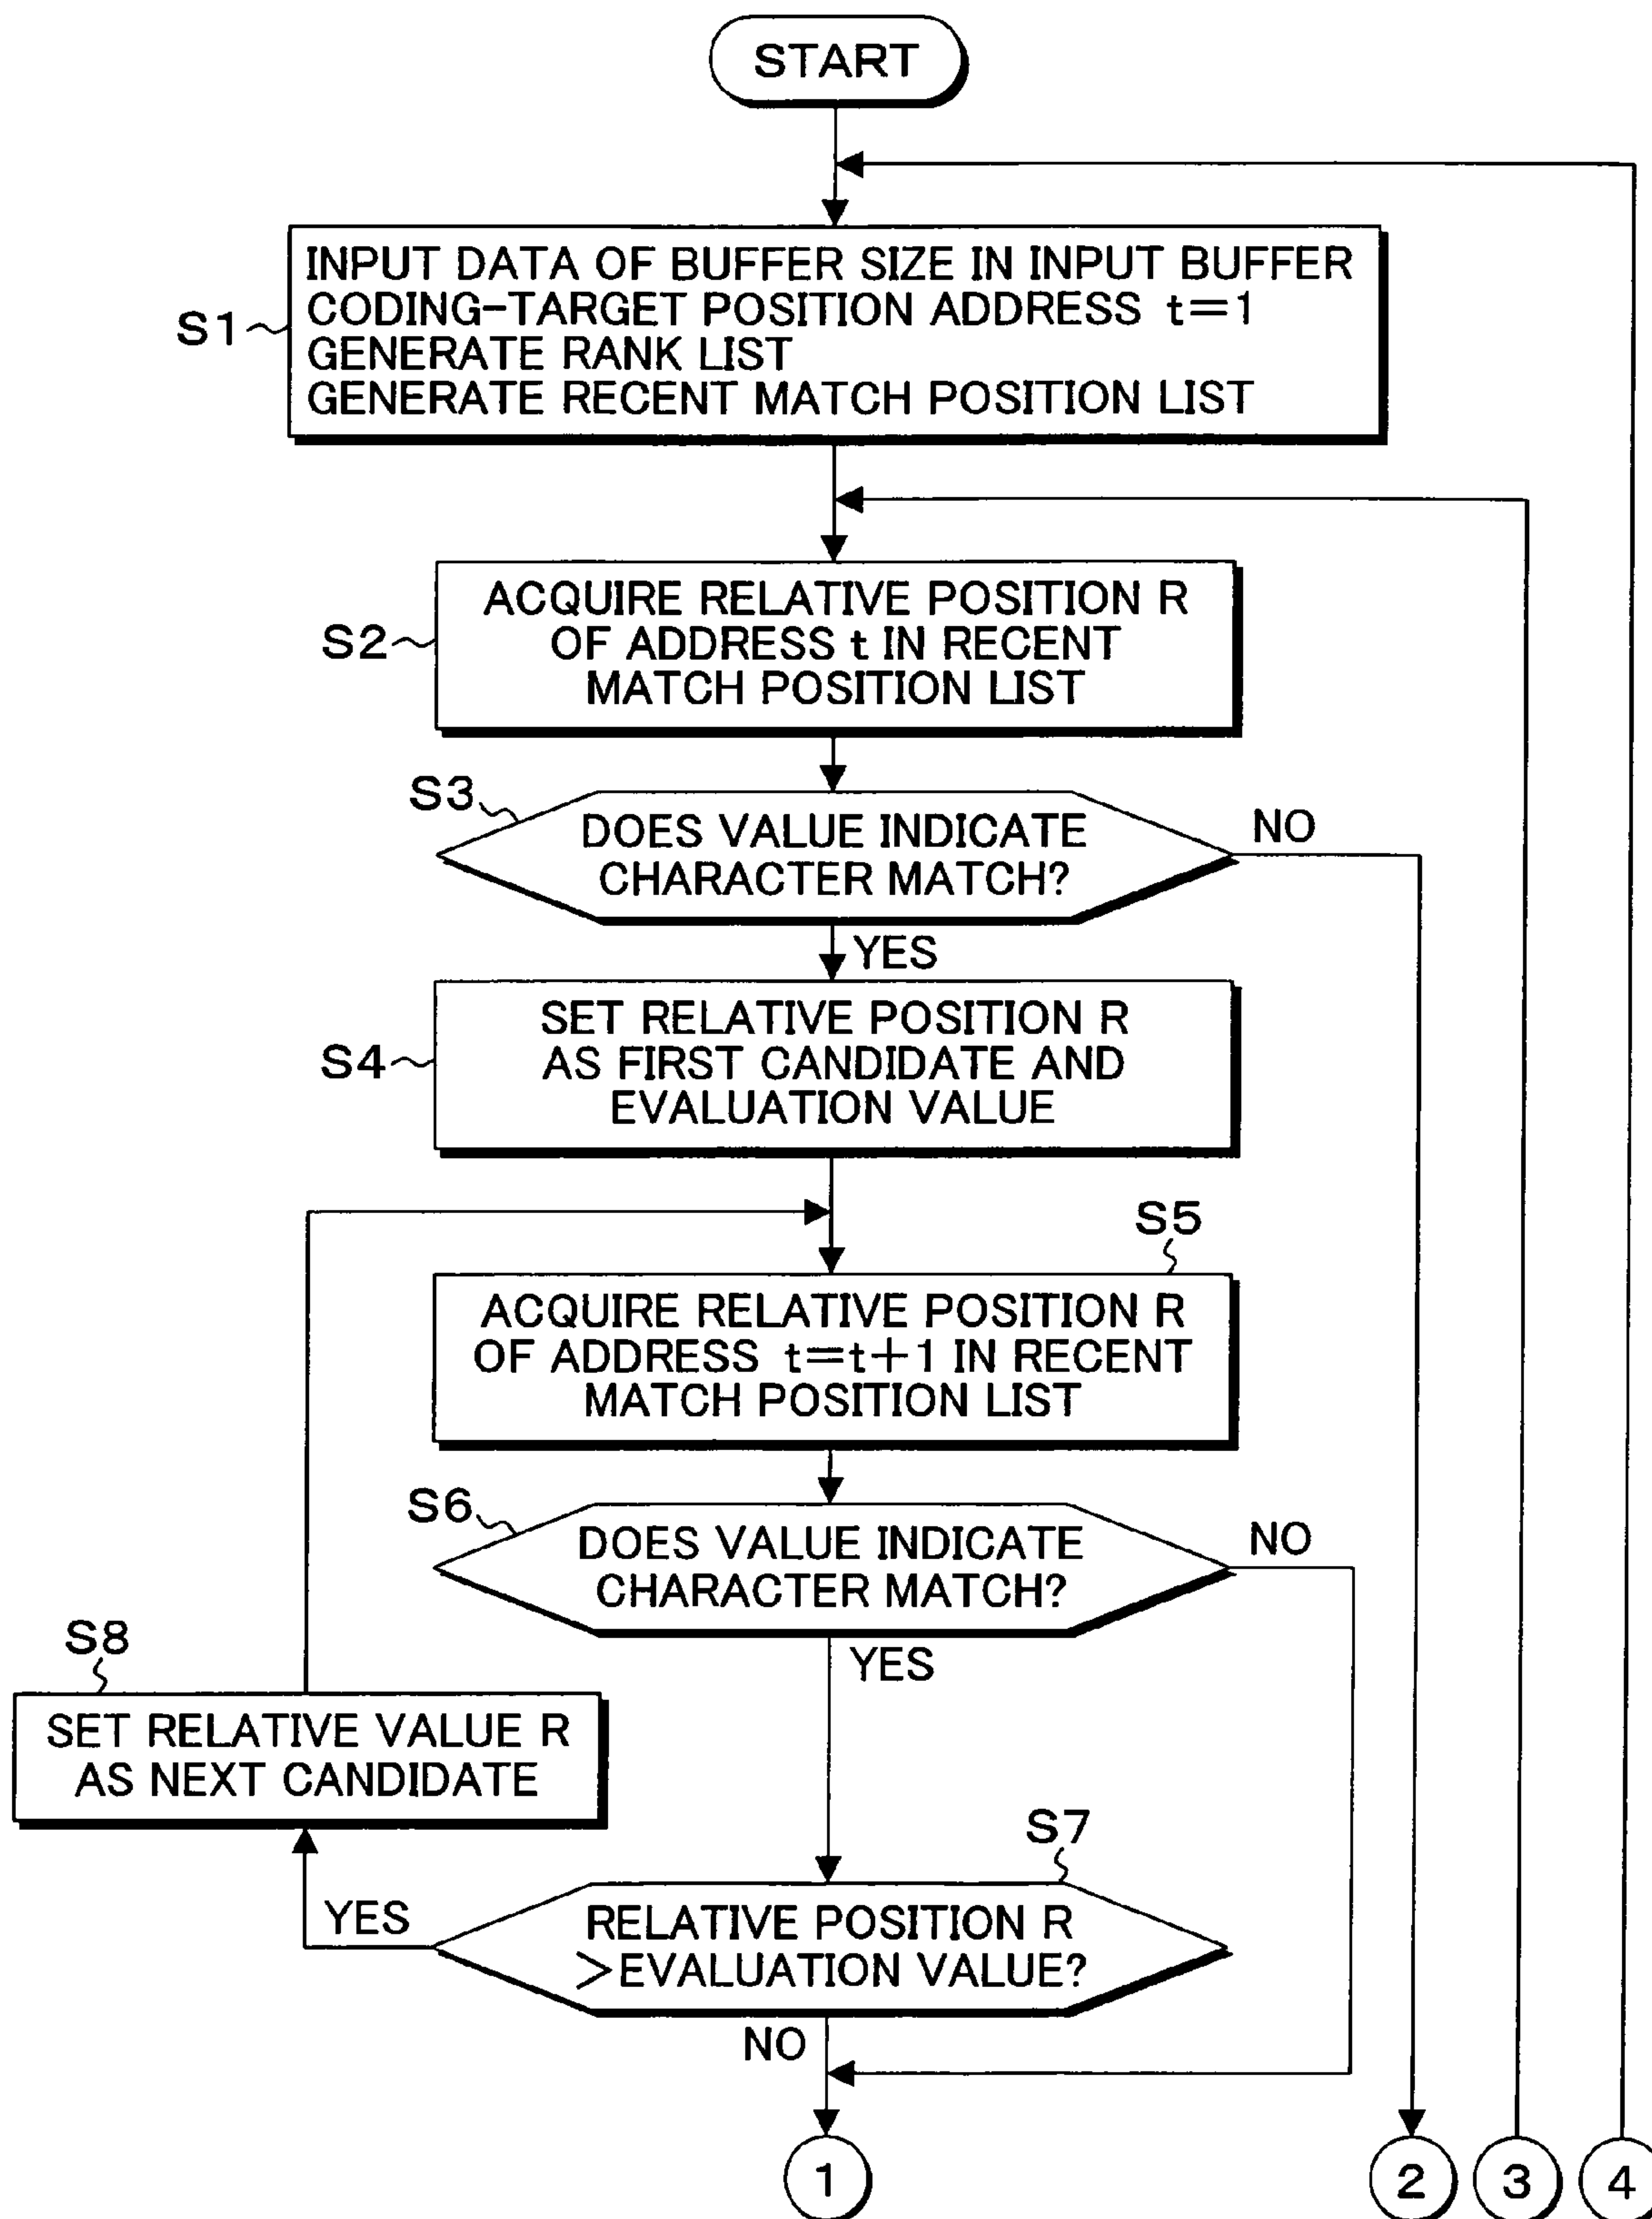 START
S1
INPUT DATA OF BUFFER SIZE IN INPUT BUFFER
CODING-TARGET POSITION ADDRESS t=1
GENERATE RANK LIST
GENERATE RECENT MATCH POSITION LIST
S2
ACQUIRE RELATIVE POSITION R
OF ADDRESS t IN RECENT
MATCH POSITION LIST
S3
DOES VALUE INDICATE
CHARACTER MATCH?
NO
YES
S4
SET RELATIVE POSITION R
AS FIRST CANDIDATE AND
EVALUATION VALUE
S5
ACQUIRE RELATIVE POSITION R
OF ADDRESS t=t+1 IN RECENT
MATCH POSITION LIST
S6
DOES VALUE INDICATE
CHARACTER MATCH?
NO
YES
S8
SET RELATIVE VALUE R
AS NEXT CANDIDATE
S7
YES
RELATIVE POSITION R
>EVALUATION VALUE?
NO
1
2
3
4